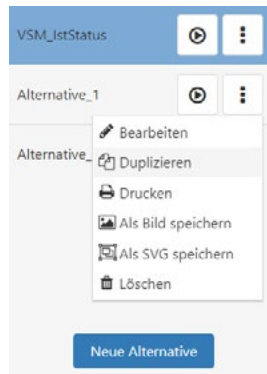 VSM_IstStatus
Alternative_1
Bearbeiten
Alternative_
Duplizieren
Drucken
Als Bild speichern
Als SVG speichern
Löschen
Neue Alternative